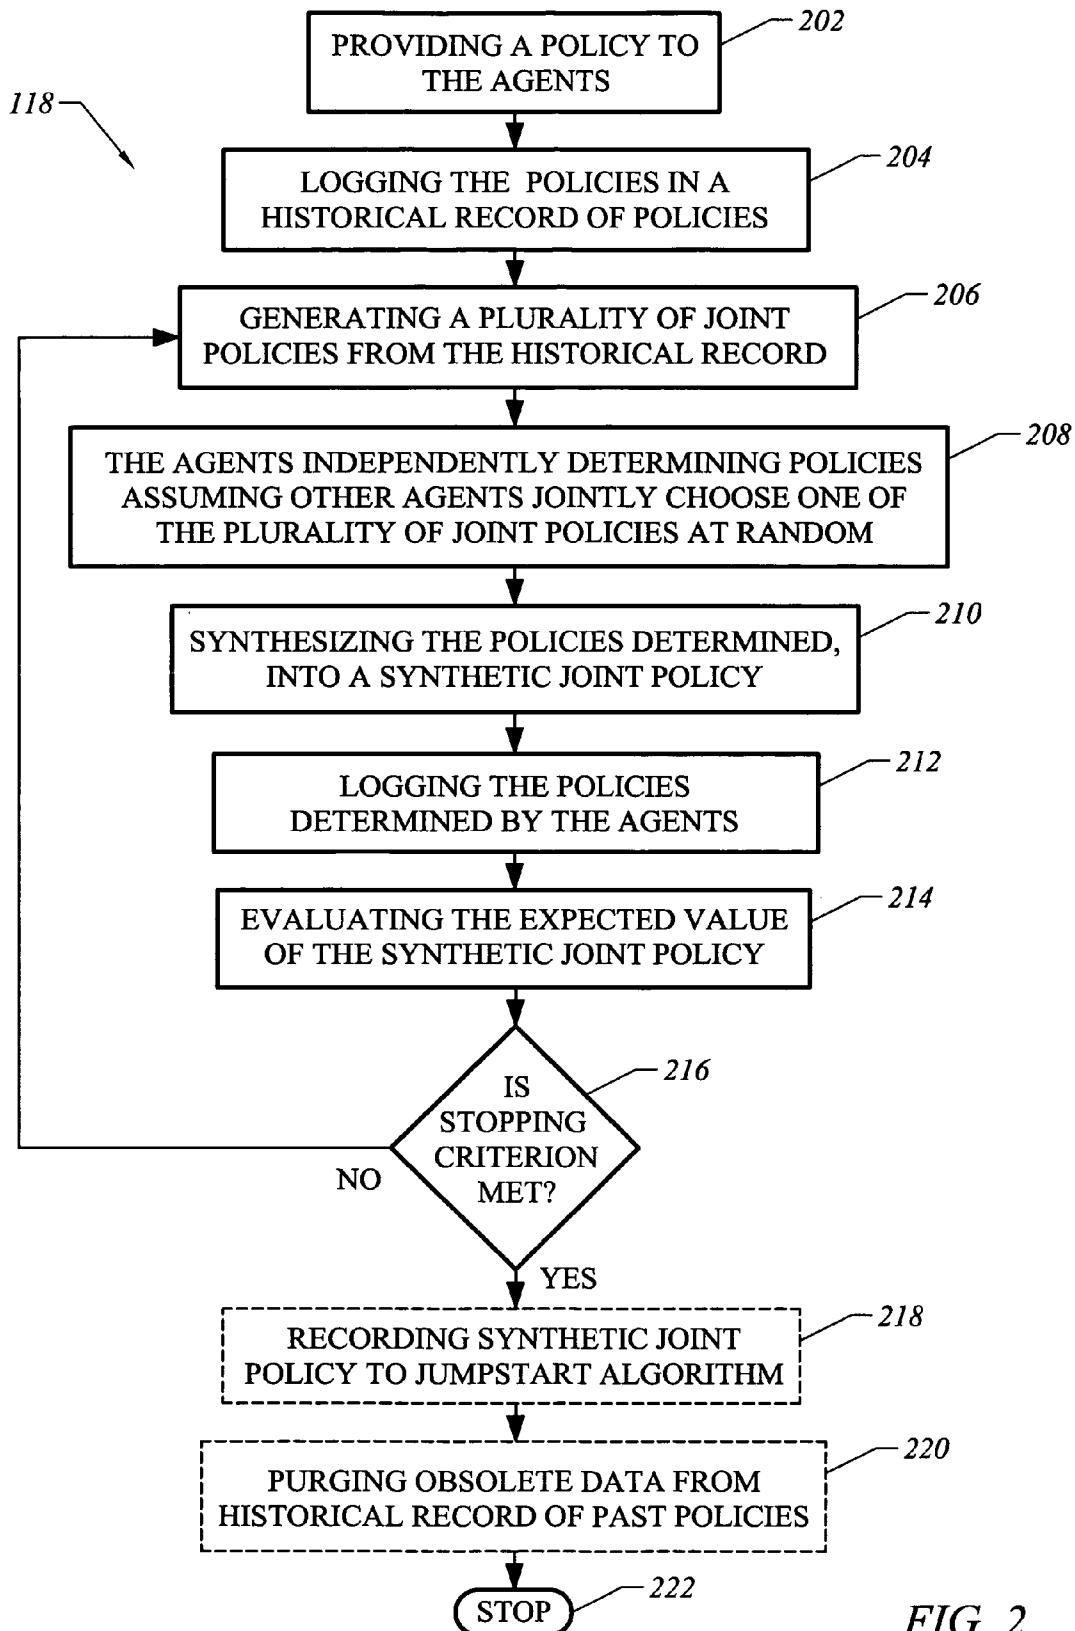 202
PROVIDING A POLICY TO
THE AGENTS
118
204
LOGGING THE POLICIES IN A
HISTORICAL RECORD OF POLICIES
206
GENERATING A PLURALITY OF JOINT
POLICIES FROM THE HISTORICAL RECORD
208
THE AGENTS INDEPENDENTLY DETERMINING POLICIES
ASSUMING OTHER AGENTS JOINTLY CHOOSE ONE OF
THE PLURALITY OF JOINT POLICIES AT RANDOM
210
SYNTHESIZING THE POLICIES DETERMINED,
INTO A SYNTHETIC JOINT POLICY
212
LOGGING THE POLICIES
DETERMINED BY THE AGENTS
214
EVALUATING THE EXPECTED VALUE
OF THE SYNTHETIC JOINT POLICY
216
IS
STOPPING
CRITERION
MET?
NO
YES
218
RECORDING SYNTHETIC JOINT
POLICY TO JUMPSTART ALGORITHM
220
PURGING OBSOLETE DATA FROM
HISTORICAL RECORD OF PAST POLICIES
222
STOP
FIG. 2